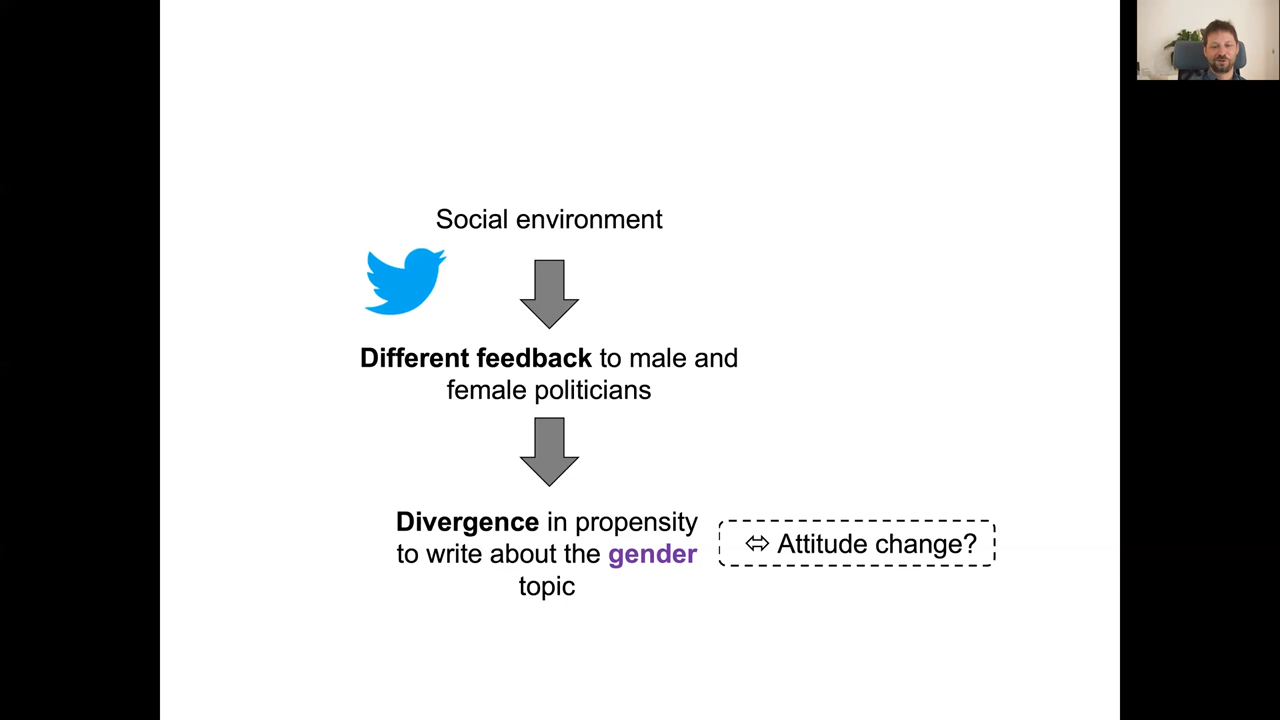 Social environment
Different feedback to male and
female politicians
Divergence in propensity
to write about the gender
topic
⇔ Attitude change?